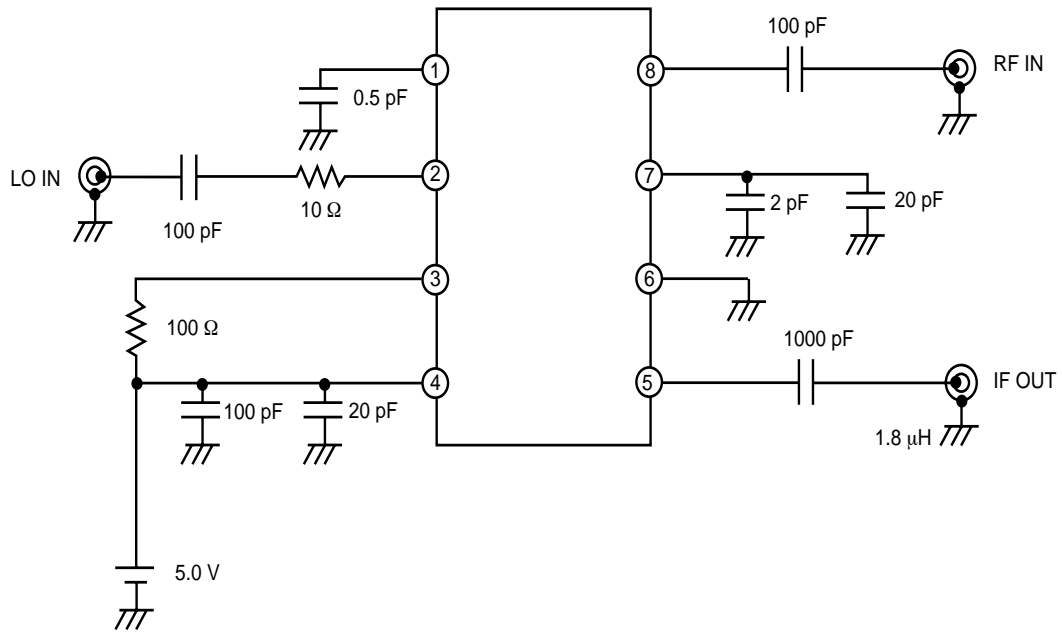 100 pF
RF IN
1
8
0.5 pF
LO IN
2
7
100 pF
10 Ω
2 pF
20 pF
3
6
100 Ω
1000 pF
4
5
100 pF
20 pF
IF OUT
1.8 μH
5.0 V